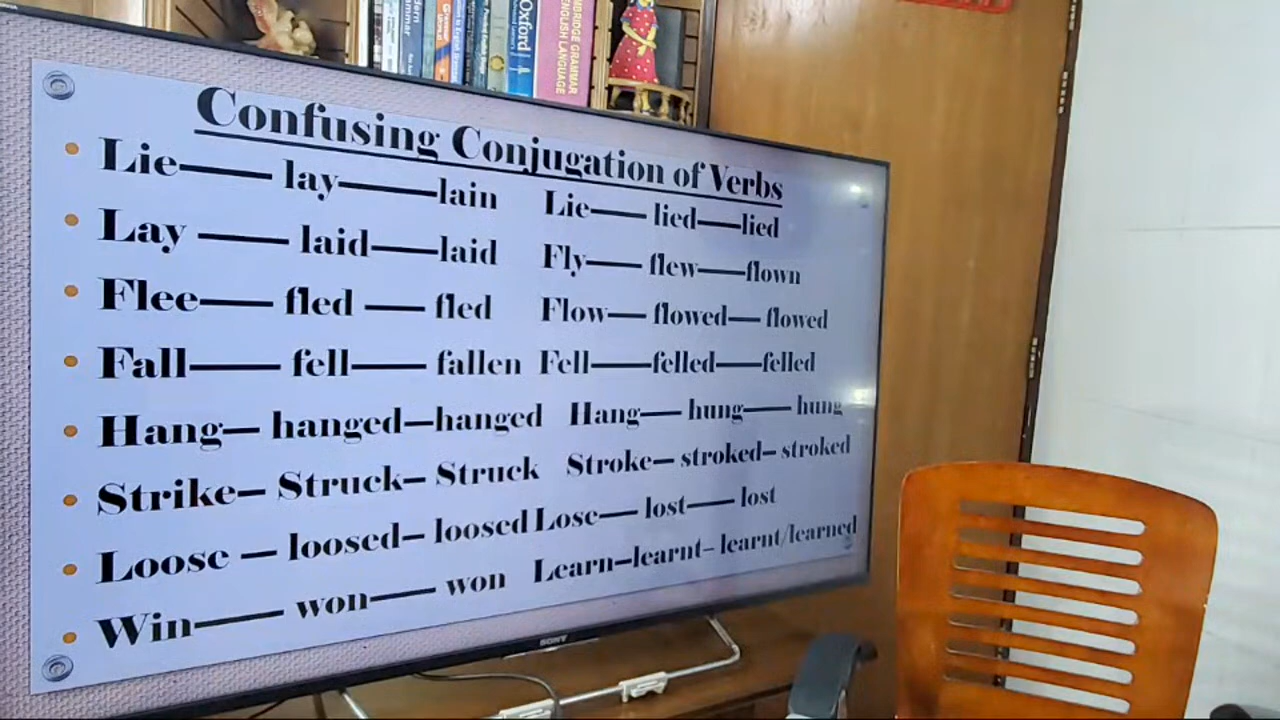 Oxford
CAMBRIDGE GRAMMAR
ENGLISH LANGUAGE
Confusing Conjugation of Verbs
Lie—— lay——lain Lie—— lied——lied
Lay —— laid——laid Fly—— flew——flown
Flee—— fled —— fled Flow—— flowed— flowed
Fall—— fell—— fallen Fell——felled——felled
Hang— hanged—hanged Hang—— hung—— hung
Strike– Struck– Struck Stroke– stroked– stroked
Loose — loosed– loosed Lose— lost—— lost
Win—— won—— won Learn–learnt– learnt/learned
SONY